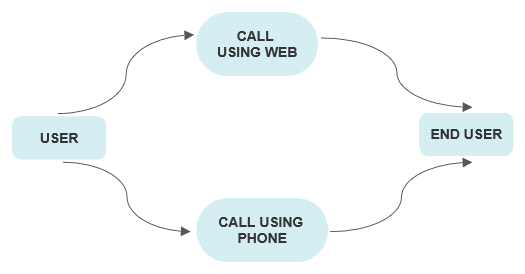 CALL
USING WEB
USER
END USER
CALL USING
PHONE